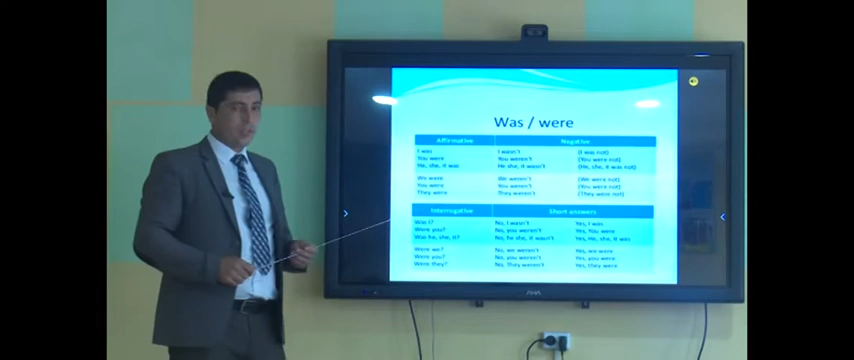 Was / were
Affirmative Negative
I was I wasn't (I was not)
You were You weren't (You were not)
He, she, it was He she, it wasn't (He, she, it was not)
We were We weren't (We were not)
You were You weren't (You were not)
They were They weren't (They were not)
Interrogative Short answers
Was I? No, I wasn't Yes, I was
Were you? No, you weren't Yes, You were
Was he, she, it? No, he she, it wasn't Yes, He, she, it was
Were we? No, we weren't Yes, we were
Were you? No, you weren't Yes, you were
Were they? No, They weren't Yes, they were